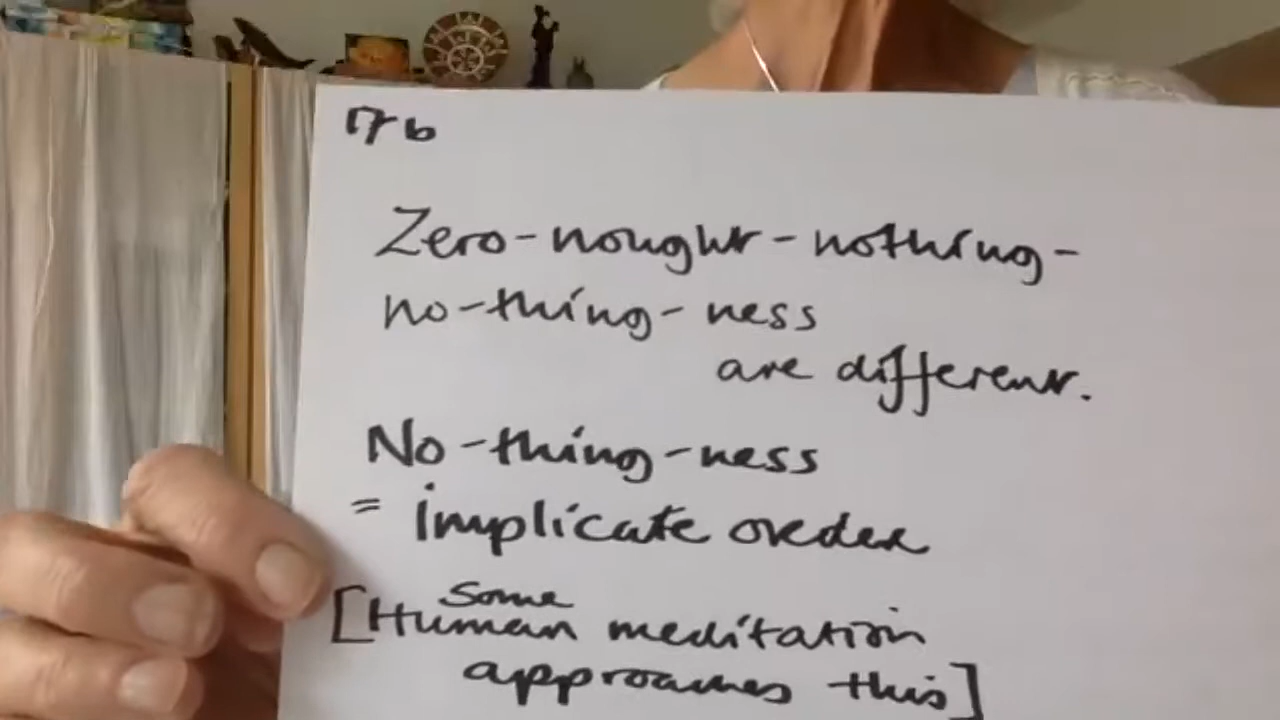 17b
Zero-nought-nothing-
no-thing-ness
are different.
No-thing-ness
= implicate order
some
[Human meditation
approaches this]